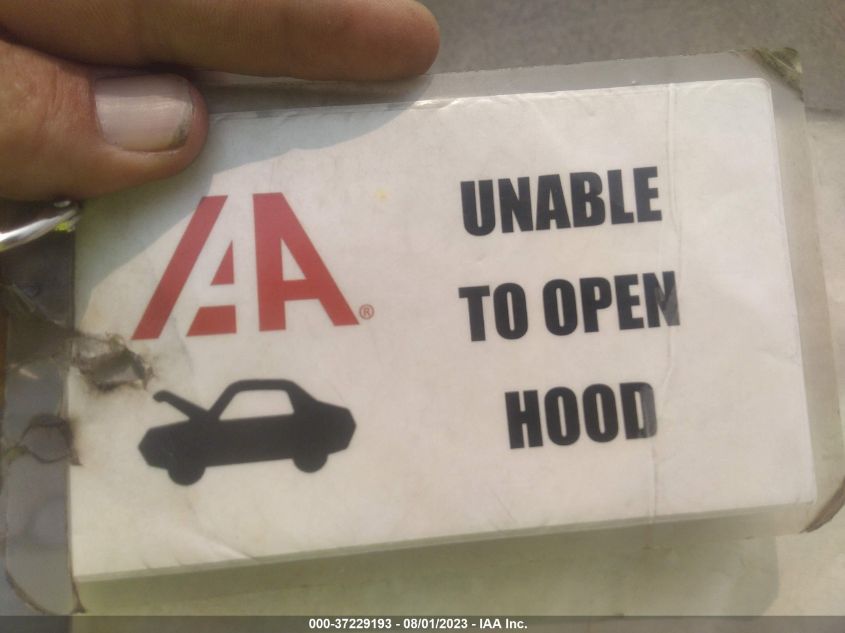 IAA®
UNABLE
TO OPEN
HOOD
000-37229193 - 08/01/2023 - IAA Inc.